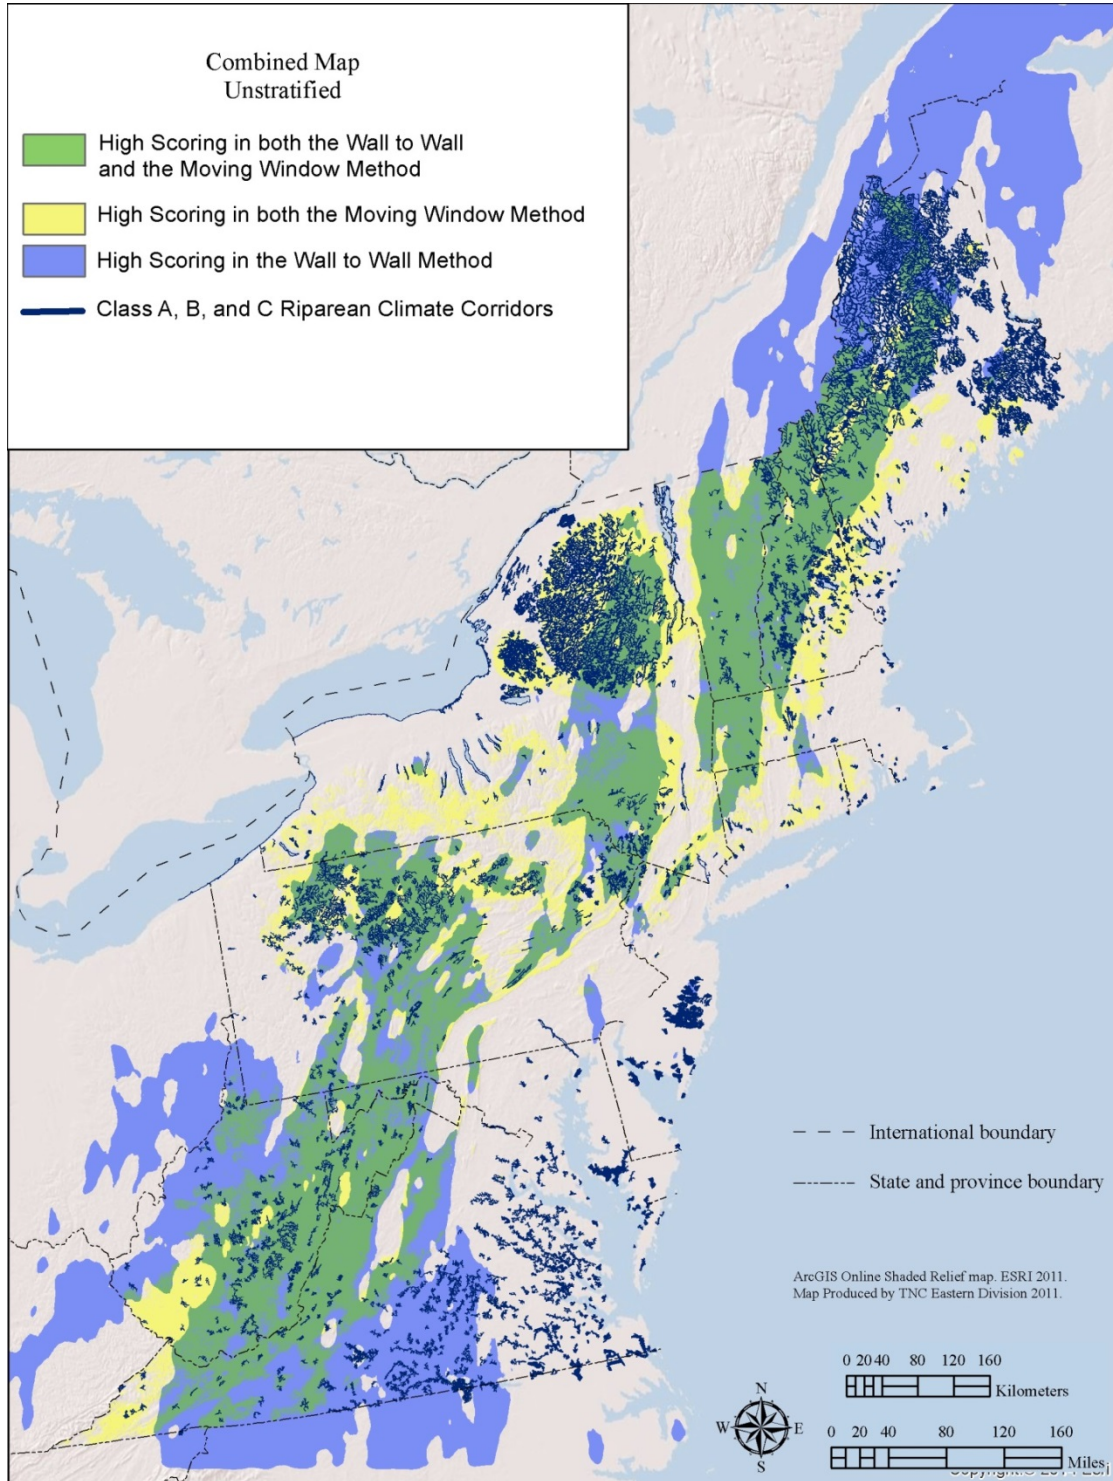 Combined Map
Unstratified
High Scoring in both the Wall to Wall
and the Moving Window Method
High Scoring in both the Moving Window Method
High Scoring in the Wall to Wall Method
Class A, B, and C Riparean Climate Corridors
International boundary
State and province boundary
ArcGIS Online Shaded Relief map. ESRI 2011.
Map Produced by TNC Eastern Division 2011.
0 20 40 80 120 160
Kilometers
N
W E
S
0 20 40 80 120 160
Miles